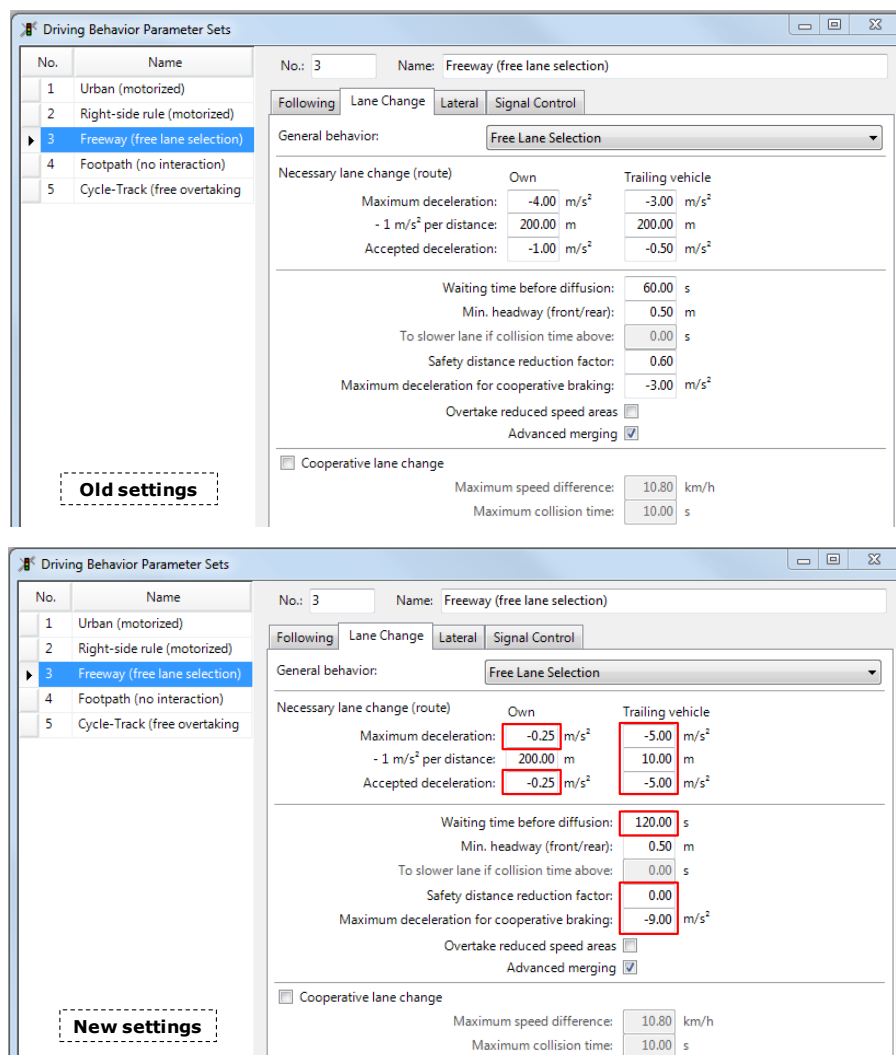 Driving Behavior Parameter Sets
No. Name
1 Urban (motorized)
2 Right-side rule (motorized)
3 Freeway (free lane selection)
4 Footpath (no interaction)
5 Cycle-Track (free overtaking
No.: 3 Name: Freeway (free lane selection)
Following Lane Change Lateral Signal Control
General behavior: Free Lane Selection
Necessary lane change (route) Own Trailing vehicle
Maximum deceleration: -4.00 m/s² -3.00 m/s²
- 1 m/s² per distance: 200.00 m 200.00 m
Accepted deceleration: -1.00 m/s² -0.50 m/s²
Waiting time before diffusion: 60.00 s
Min. headway (front/rear): 0.50 m
To slower lane if collision time above: 0.00 s
Safety distance reduction factor: 0.60
Maximum deceleration for cooperative braking: -3.00 m/s²
Overtake reduced speed areas
Advanced merging
Cooperative lane change
Maximum speed difference: 10.80 km/h
Maximum collision time: 10.00 s
Old settings
Driving Behavior Parameter Sets
No. Name
1 Urban (motorized)
2 Right-side rule (motorized)
3 Freeway (free lane selection)
4 Footpath (no interaction)
5 Cycle-Track (free overtaking
No.: 3 Name: Freeway (free lane selection)
Following Lane Change Lateral Signal Control
General behavior: Free Lane Selection
Necessary lane change (route) Own Trailing vehicle
Maximum deceleration: -0.25 m/s² -5.00 m/s²
- 1 m/s² per distance: 200.00 m 10.00 m
Accepted deceleration: -0.25 m/s² -5.00 m/s²
Waiting time before diffusion: 120.00 s
Min. headway (front/rear): 0.50 m
To slower lane if collision time above: 0.00 s
Safety distance reduction factor: 0.00
Maximum deceleration for cooperative braking: -9.00 m/s²
Overtake reduced speed areas
Advanced merging
Cooperative lane change
Maximum speed difference: 10.80 km/h
Maximum collision time: 10.00 s
New settings